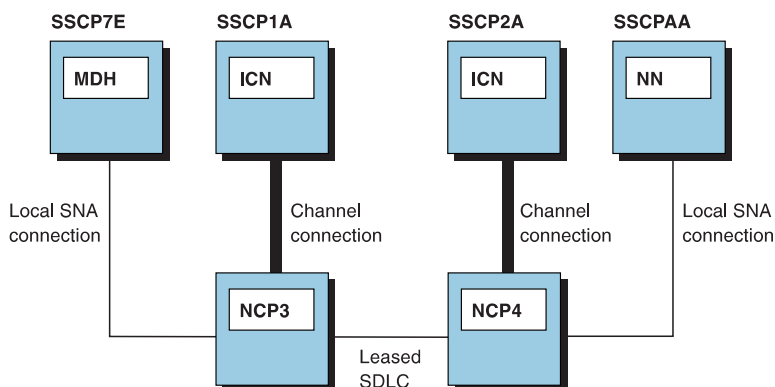 SSCP7E
SSCP1A
SSCP2A
SSCPAA
MDH
ICN
ICN
NN
Local SNA
connection
Channel
connection
Channel
connection
Local SNA
connection
NCP3
NCP4
Leased
SDLC